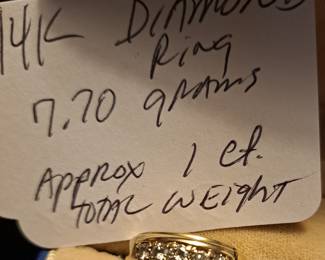 14K DIAMOND
Ring
7.70 grams
Approx 1 ct.
TOTAL WEIGHT